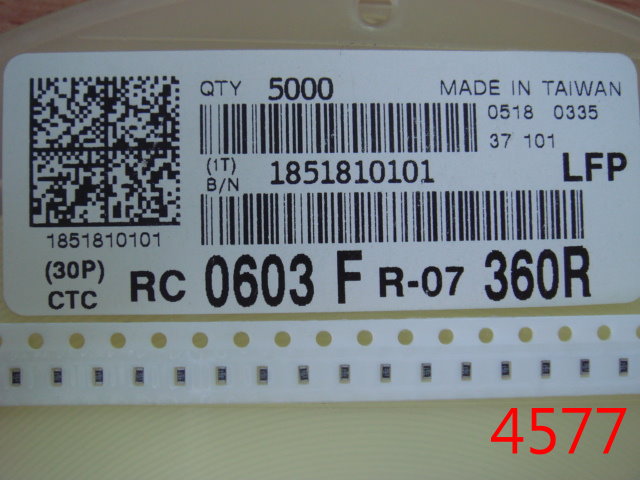 QTY 5000 MADE IN TAIWAN
0518 0335
37 101
(1T)
B/N 1851810101 LFP
1851810101
(30P)
CTC RC 0603 F R-07 360R
4577